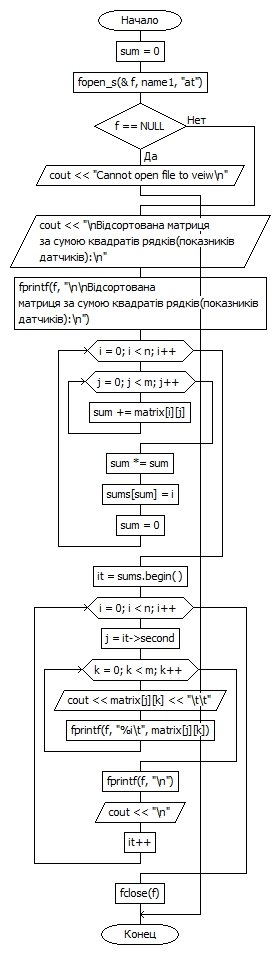 Начало
sum = 0
fopen_s(& f, name1, "at")
f == NULL
Нет
Да
cout << "Cannot open file to veiw\n"
cout << "\nВідсортована матриця
за сумою квадратів рядків(показників
датчиків):\n"
fprintf(f, "\n\nВідсортована
матриця за сумою квадратів рядків(показників
датчиків):\n")
i = 0; i < n; i++
j = 0; j < m; j++
sum += matrix[i][j]
sum *= sum
sums[sum] = i
sum = 0
it = sums.begin( )
i = 0; i < n; i++
j = it->second
k = 0; k < m; k++
cout << matrix[j][k] << "\t\t"
fprintf(f, "%i\t", matrix[j][k])
fprintf(f, "\n")
cout << "\n"
it++
fclose(f)
Конец